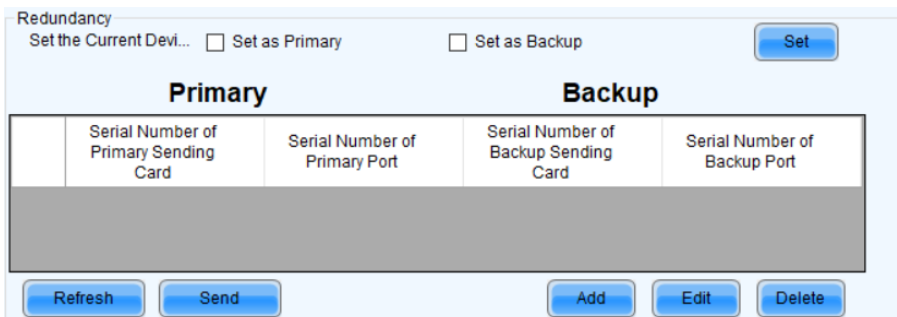 Redundancy
Set the Current Devi... Set as Primary Set as Backup Set
Primary Backup
Serial Number of Primary Sending Card
Serial Number of Primary Port
Serial Number of Backup Sending Card
Serial Number of Backup Port
Refresh Send Add Edit Delete